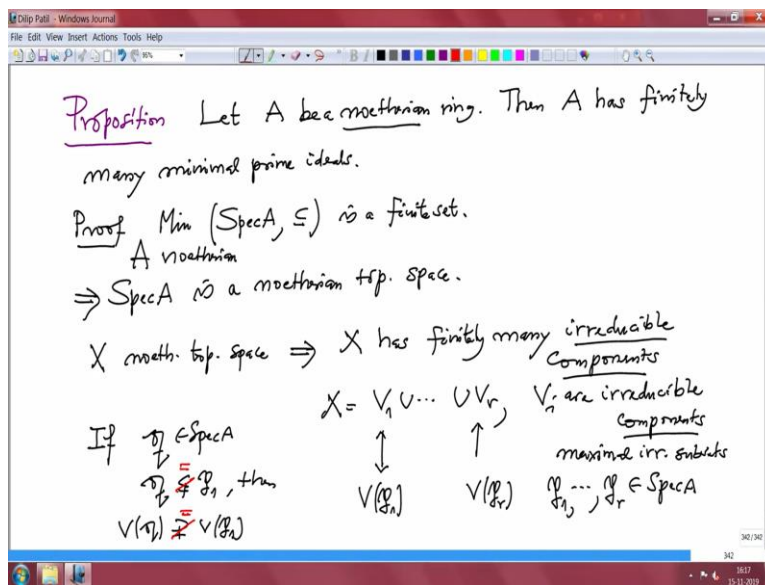 Dilip Patil - Windows Journal
File Edit View Insert Actions Tools Help
95%
B I
Proposition Let A be a noetherian ring. Then A has finitely
many minimal prime ideals.
Proof Min (Spec A, ⊆) is a finite set.
A noetherian
⇒ Spec A is a noetherian top. space.
X noeth. top. space ⇒ X has finitely many irreducible
components
X = V₁ ∪ ⋯ ∪ Vᵣ, Vᵢ are irreducible
components
maximal irr. subsets
If 𝔮 ∈ Spec A
𝔮 = 𝔭₁, then
V(𝔮) = V(𝔭₁)
V(𝔭₁) V(𝔭ᵣ) 𝔭₁, ⋯, 𝔭ᵣ ∈ Spec A
342/342
342
16:17
15-11-2019